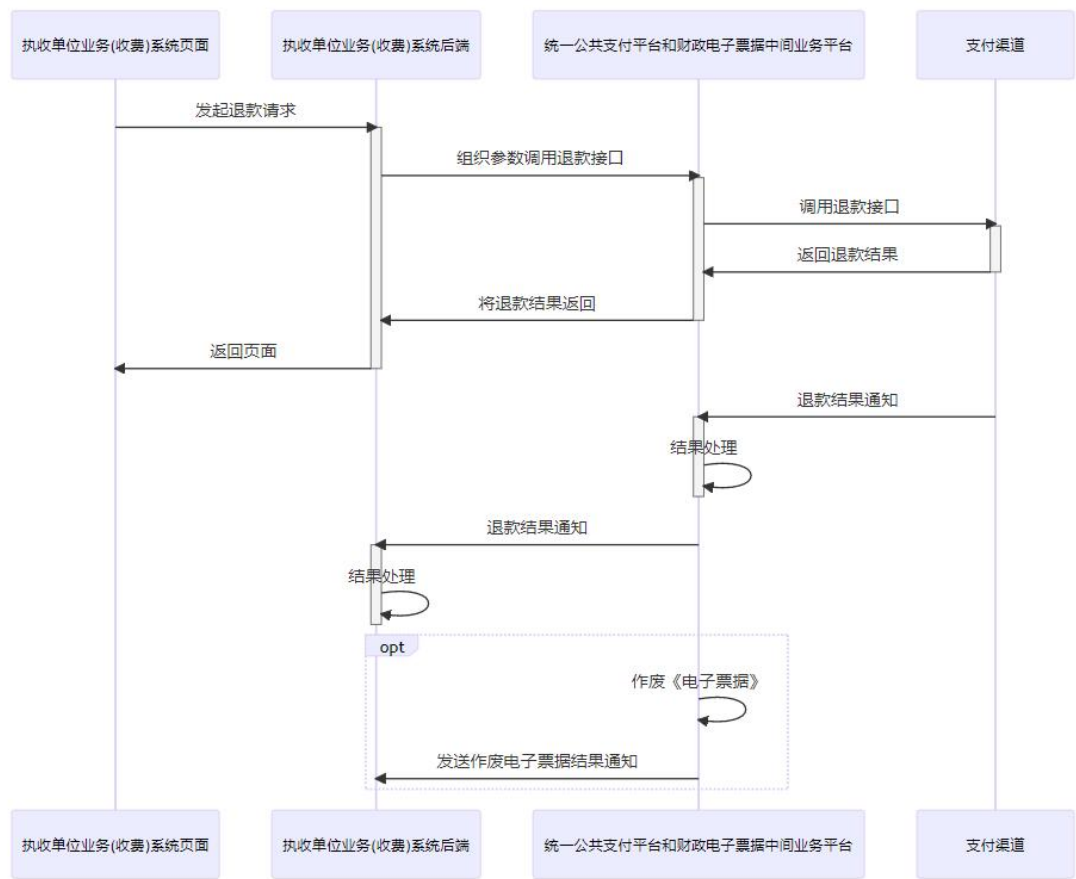 执收单位业务(收费)系统页面
执收单位业务(收费)系统后端
统一公共支付平台和财政电子票据中间业务平台
支付渠道
发起退款请求
组织参数调用退款接口
调用退款接口
返回退款结果
将退款结果返回
返回页面
退款结果通知
结果处理
退款结果通知
结果处理
opt
作废《电子票据》
发送作废电子票据结果通知
执收单位业务(收费)系统页面
执收单位业务(收费)系统后端
统一公共支付平台和财政电子票据中间业务平台
支付渠道